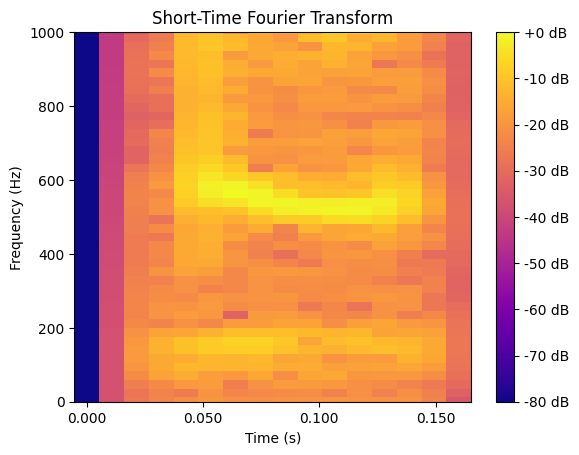 Short-Time Fourier Transform
1000
800
600
400
200
0
Frequency (Hz)
0.000
0.050
0.100
0.150
Time (s)
+0 dB
-10 dB
-20 dB
-30 dB
-40 dB
-50 dB
-60 dB
-70 dB
-80 dB